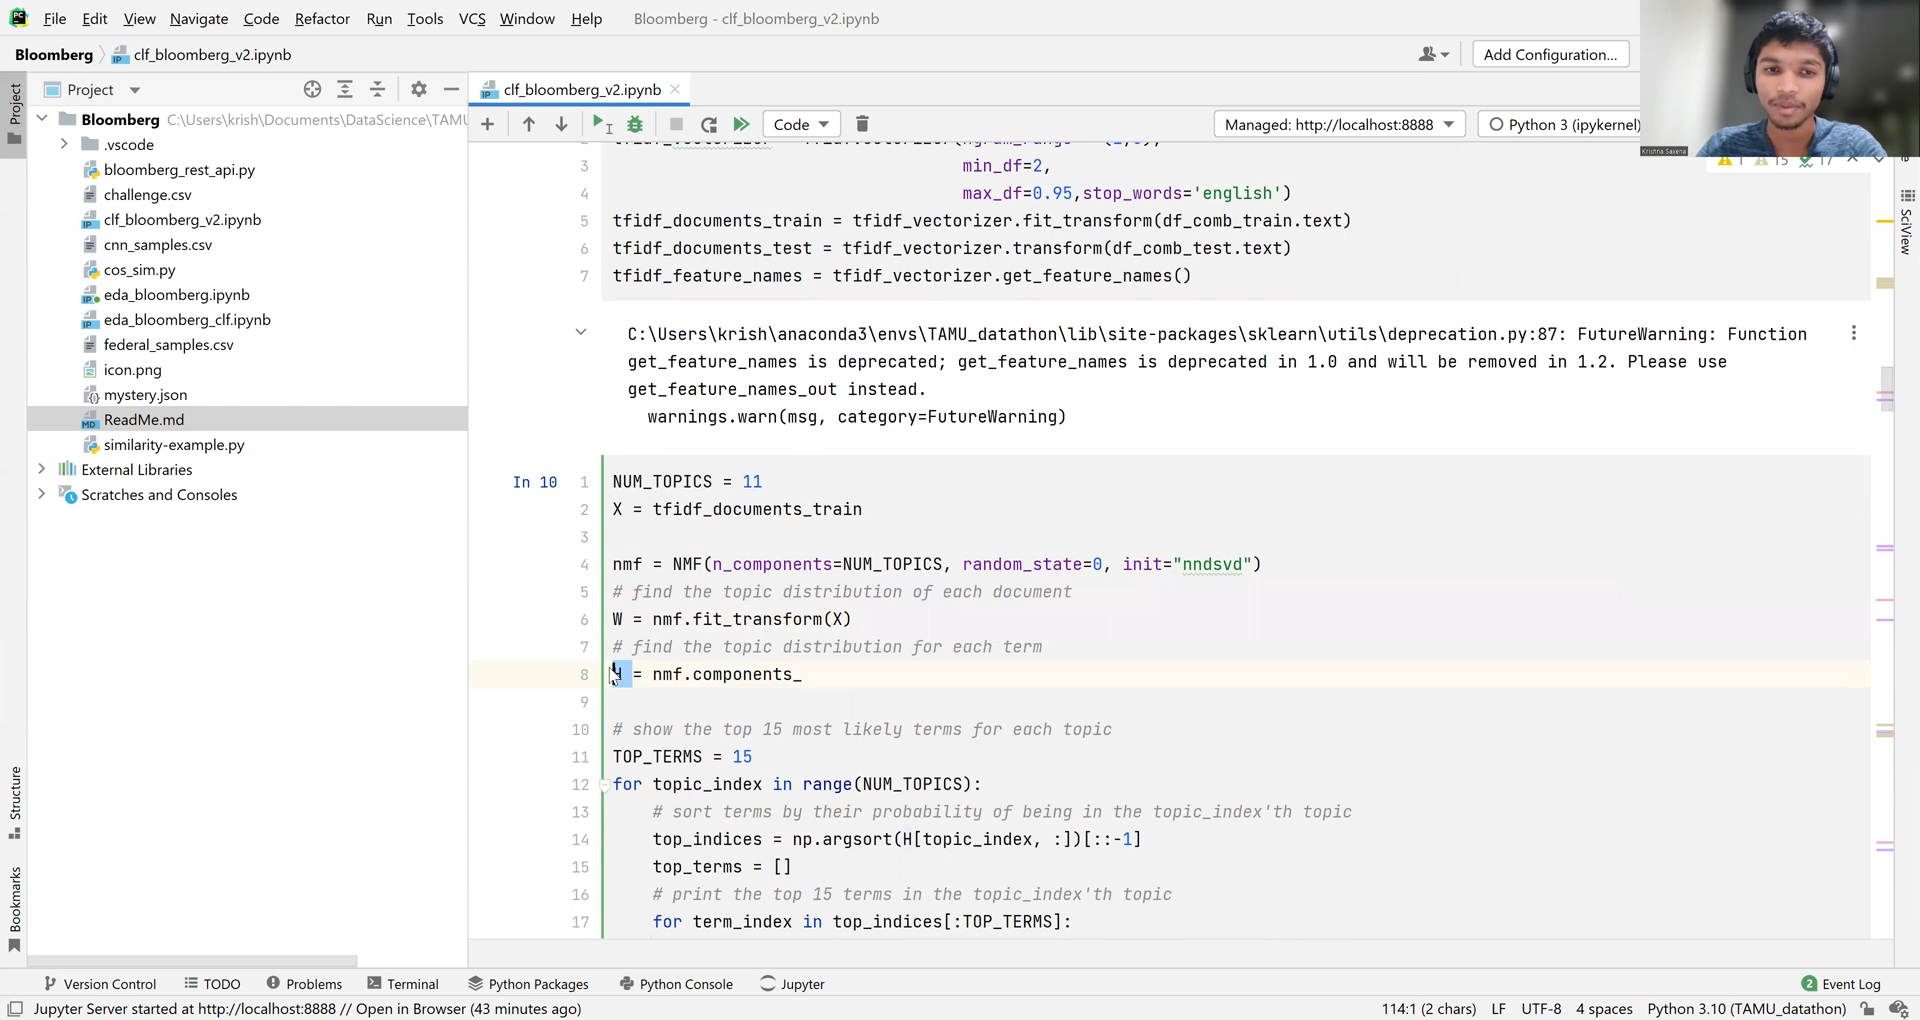 File Edit View Navigate Code Refactor Run Tools VCS Window Help Bloomberg - clf_bloomberg_v2.ipynb
Bloomberg clf_bloomberg_v2.ipynb Add Configuration...
Krishna Saxena
Project
Project
clf_bloomberg_v2.ipynb
Code Managed: http://localhost:8888 Python 3 (ipykernel)
Bloomberg C:\Users\krish\Documents\DataScience\TAMU
.vscode
bloomberg_rest_api.py
challenge.csv
clf_bloomberg_v2.ipynb
cnn_samples.csv
cos_sim.py
eda_bloomberg.ipynb
eda_bloomberg_clf.ipynb
federal_samples.csv
icon.png
mystery.json
ReadMe.md
similarity-example.py
External Libraries
Scratches and Consoles
3 min_df=2,
4 max_df=0.95,stop_words='english')
5 tfidf_documents_train = tfidf_vectorizer.fit_transform(df_comb_train.text)
6 tfidf_documents_test = tfidf_vectorizer.transform(df_comb_test.text)
7 tfidf_feature_names = tfidf_vectorizer.get_feature_names()
C:\Users\krish\anaconda3\envs\TAMU_datathon\lib\site-packages\sklearn\utils\deprecation.py:87: FutureWarning: Function
get_feature_names is deprecated; get_feature_names is deprecated in 1.0 and will be removed in 1.2. Please use
get_feature_names_out instead.
warnings.warn(msg, category=FutureWarning)
In 10 1 NUM_TOPICS = 11
2 X = tfidf_documents_train
3
4 nmf = NMF(n_components=NUM_TOPICS, random_state=0, init="nndsvd")
5 # find the topic distribution of each document
6 W = nmf.fit_transform(X)
7 # find the topic distribution for each term
8 H = nmf.components_
9
10 # show the top 15 most likely terms for each topic
11 TOP_TERMS = 15
12 for topic_index in range(NUM_TOPICS):
13 # sort terms by their probability of being in the topic_index'th topic
14 top_indices = np.argsort(H[topic_index, :])[::-1]
15 top_terms = []
16 # print the top 15 terms in the topic_index'th topic
17 for term_index in top_indices[:TOP_TERMS]:
SciView
Structure
Bookmarks
Version Control TODO Problems Terminal Python Packages Python Console Jupyter 2 Event Log
Jupyter Server started at http://localhost:8888 // Open in Browser (43 minutes ago) 114:1 (2 chars) LF UTF-8 4 spaces Python 3.10 (TAMU_datathon)